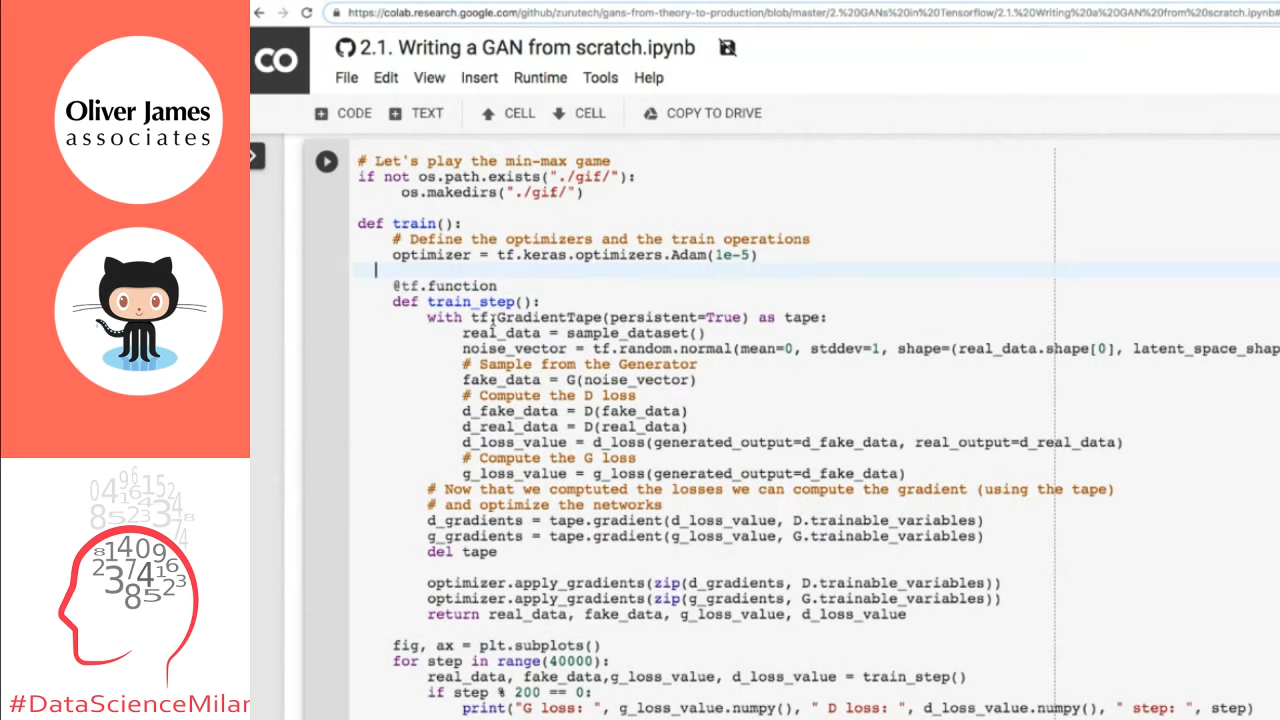 https://colab.research.google.com/github/zurutech/gans-from-theory-to-production/blob/master/2.%20GANs%20in%20Tensorflow/2.1.%20Writing%20a%20GAN%20from%20scratch.ipynb#
CO
2.1. Writing a GAN from scratch.ipynb
File Edit View Insert Runtime Tools Help
CODE TEXT CELL CELL COPY TO DRIVE
Oliver James
associates
# Let's play the min-max game
if not os.path.exists("./gif/"):
os.makedirs("./gif/")
def train():
# Define the optimizers and the train operations
optimizer = tf.keras.optimizers.Adam(1e-5)
@tf.function
def train_step():
with tf.GradientTape(persistent=True) as tape:
real_data = sample_dataset()
noise_vector = tf.random.normal(mean=0, stddev=1, shape=(real_data.shape[0], latent_space_shap
# Sample from the Generator
fake_data = G(noise_vector)
# Compute the D loss
d_fake_data = D(fake_data)
d_real_data = D(real_data)
d_loss_value = d_loss(generated_output=d_fake_data, real_output=d_real_data)
# Compute the G loss
g_loss_value = g_loss(generated_output=d_fake_data)
# Now that we comptuted the losses we can compute the gradient (using the tape)
# and optimize the networks
d_gradients = tape.gradient(d_loss_value, D.trainable_variables)
g_gradients = tape.gradient(g_loss_value, G.trainable_variables)
del tape
optimizer.apply_gradients(zip(d_gradients, D.trainable_variables))
optimizer.apply_gradients(zip(g_gradients, G.trainable_variables))
return real_data, fake_data, g_loss_value, d_loss_value
fig, ax = plt.subplots()
for step in range(40000):
real_data, fake_data,g_loss_value, d_loss_value = train_step()
if step % 200 == 0:
print("G loss: ", g_loss_value.numpy(), " D loss: ", d_loss_value.numpy(), " step: ", step)
#DataScienceMilan